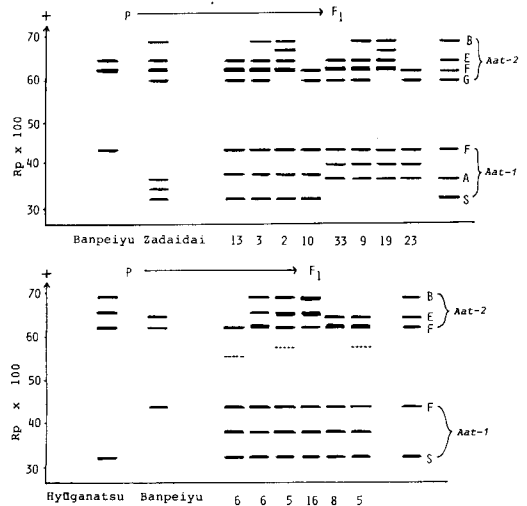 +
P F₁
70
60
50
40
30
Rp x 100
B
E
F
G
Aat-2
F
A
S
Aat-1
Banpeiyu Zadaidai 13 3 2 10 33 9 19 23
+
P F₁
70
60
50
40
30
Rp x 100
B
E
F
Aat-2
F
S
Aat-1
Hyūganatsu Banpeiyu 6 6 5 16 8 5